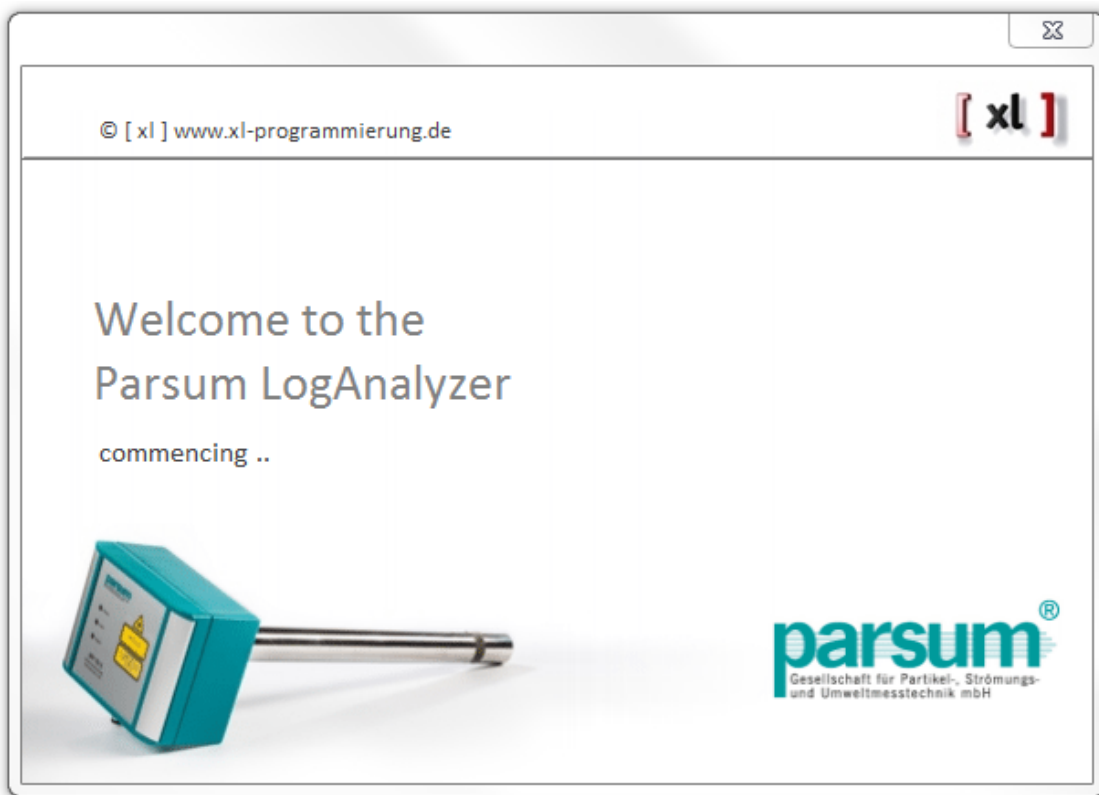 © [ xl ] www.xl-programmierung.de
[ xl ]
Welcome to the
Parsum LogAnalyzer
commencing ..
parsum
parsum®
Gesellschaft für Partikel-, Strömungs-
und Umweltmesstechnik mbH